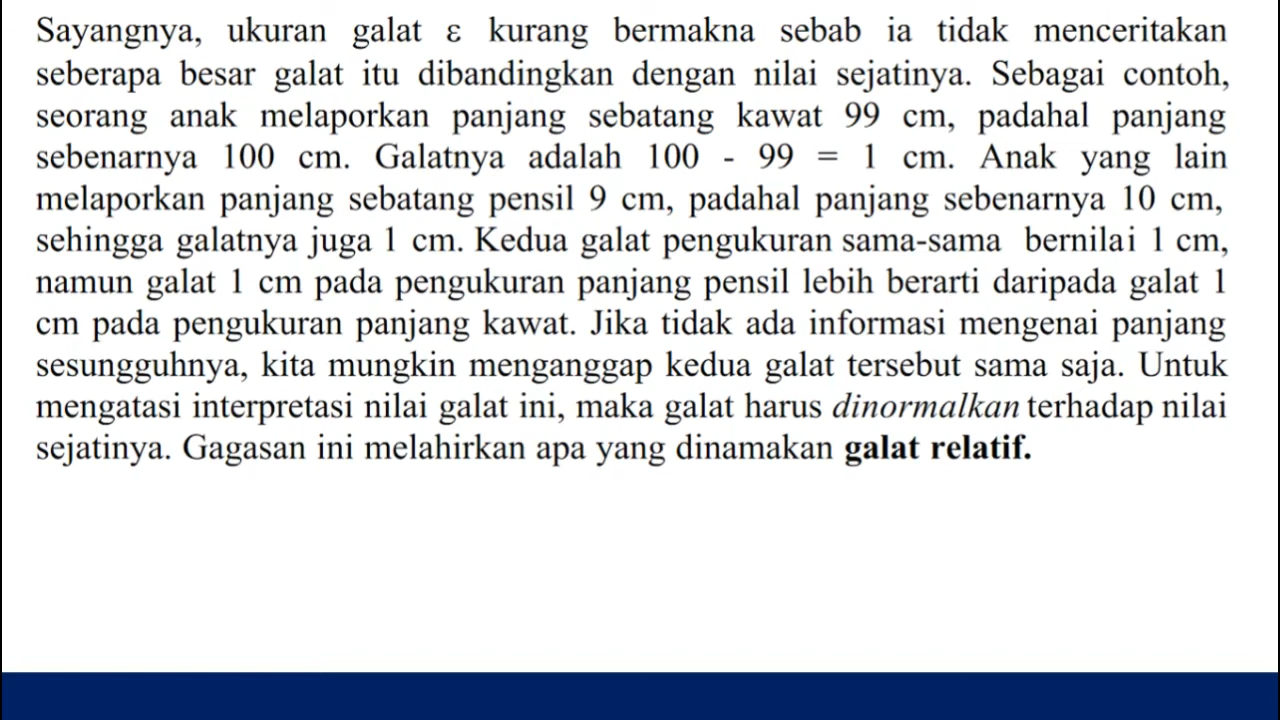 Sayangnya, ukuran galat ε kurang bermakna sebab ia tidak menceritakan
seberapa besar galat itu dibandingkan dengan nilai sejatinya. Sebagai contoh,
seorang anak melaporkan panjang sebatang kawat 99 cm, padahal panjang
sebenarnya 100 cm. Galatnya adalah 100 - 99 = 1 cm. Anak yang lain
melaporkan panjang sebatang pensil 9 cm, padahal panjang sebenarnya 10 cm,
sehingga galatnya juga 1 cm. Kedua galat pengukuran sama-sama bernilai 1 cm,
namun galat 1 cm pada pengukuran panjang pensil lebih berarti daripada galat 1
cm pada pengukuran panjang kawat. Jika tidak ada informasi mengenai panjang
sesungguhnya, kita mungkin menganggap kedua galat tersebut sama saja. Untuk
mengatasi interpretasi nilai galat ini, maka galat harus dinormalkan terhadap nilai
sejatinya. Gagasan ini melahirkan apa yang dinamakan galat relatif.